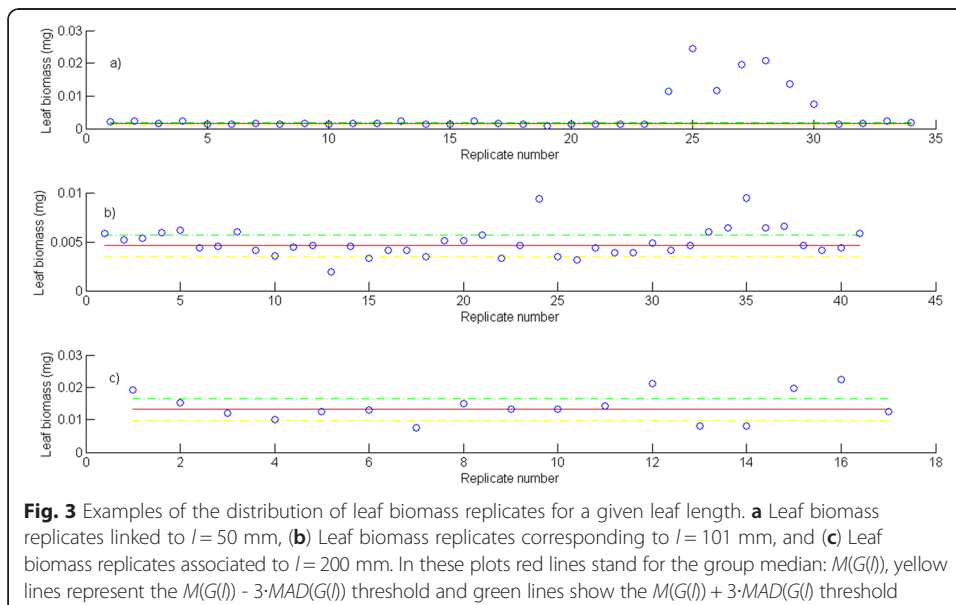 0.03
0.02
0.01
0
Leaf biomass (mg)
a)
0 5 10 15 20 25 30 35
Replicate number
0.01
0.005
0
Leaf biomass (mg)
b)
0 5 10 15 20 25 30 35 40 45
Replicate number
0.03
0.02
0.01
0
Leaf biomass (mg)
c)
0 2 4 6 8 10 12 14 16 18
Replicate number
Fig. 3 Examples of the distribution of leaf biomass replicates for a given leaf length. a Leaf biomass
replicates linked to l = 50 mm, (b) Leaf biomass replicates corresponding to l = 101 mm, and (c) Leaf
biomass replicates associated to l = 200 mm. In these plots red lines stand for the group median: M(G(l)), yellow
lines represent the M(G(l)) - 3·MAD(G(l)) threshold and green lines show the M(G(l)) + 3·MAD(G(l) threshold